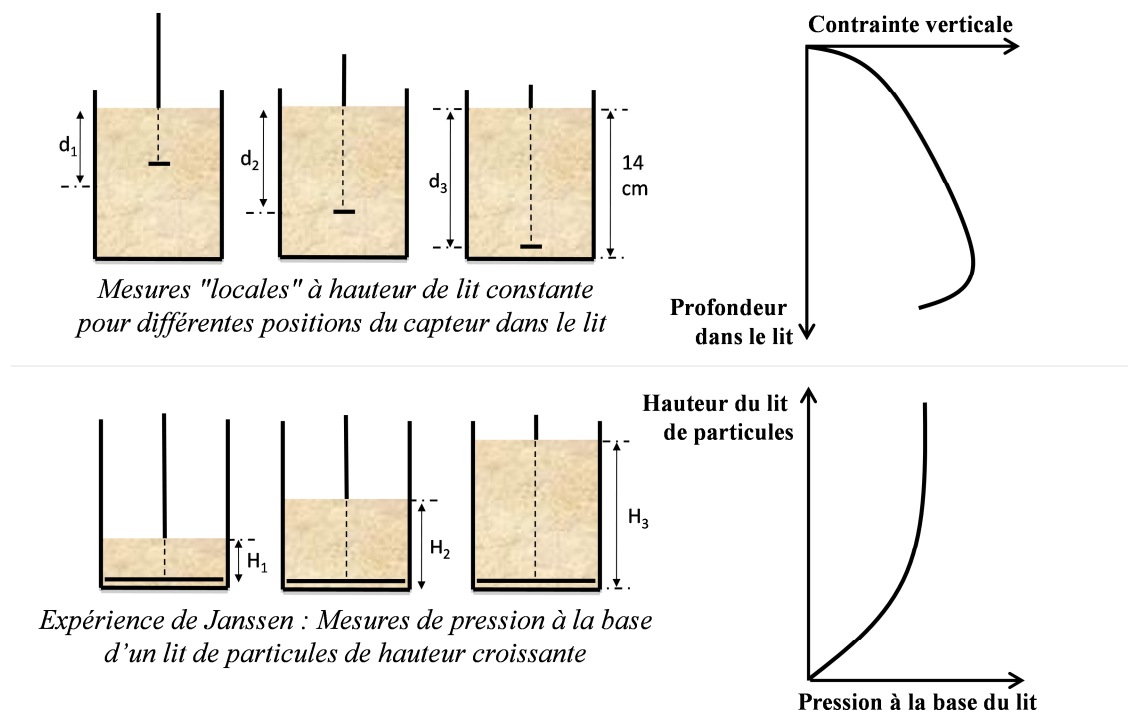 Contrainte verticale
d1
d2
d3
14
cm
Mesures "locales" à hauteur de lit constante
pour différentes positions du capteur dans le lit
Profondeur
dans le lit
Hauteur du lit
de particules
H1
H2
H3
Expérience de Janssen : Mesures de pression à la base
d’un lit de particules de hauteur croissante
Pression à la base du lit